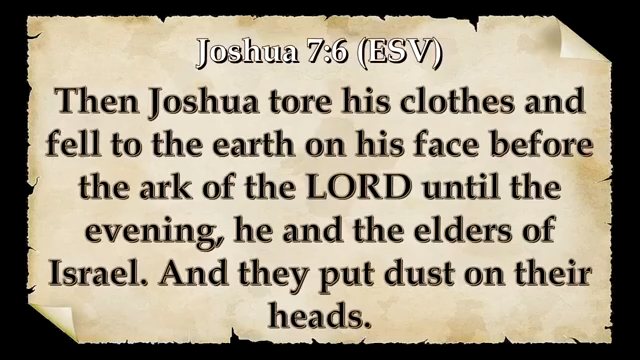 Joshua 7:6 (ESV)
Then Joshua tore his clothes and
fell to the earth on his face before
the ark of the LORD until the
evening, he and the elders of
Israel. And they put dust on their
heads.